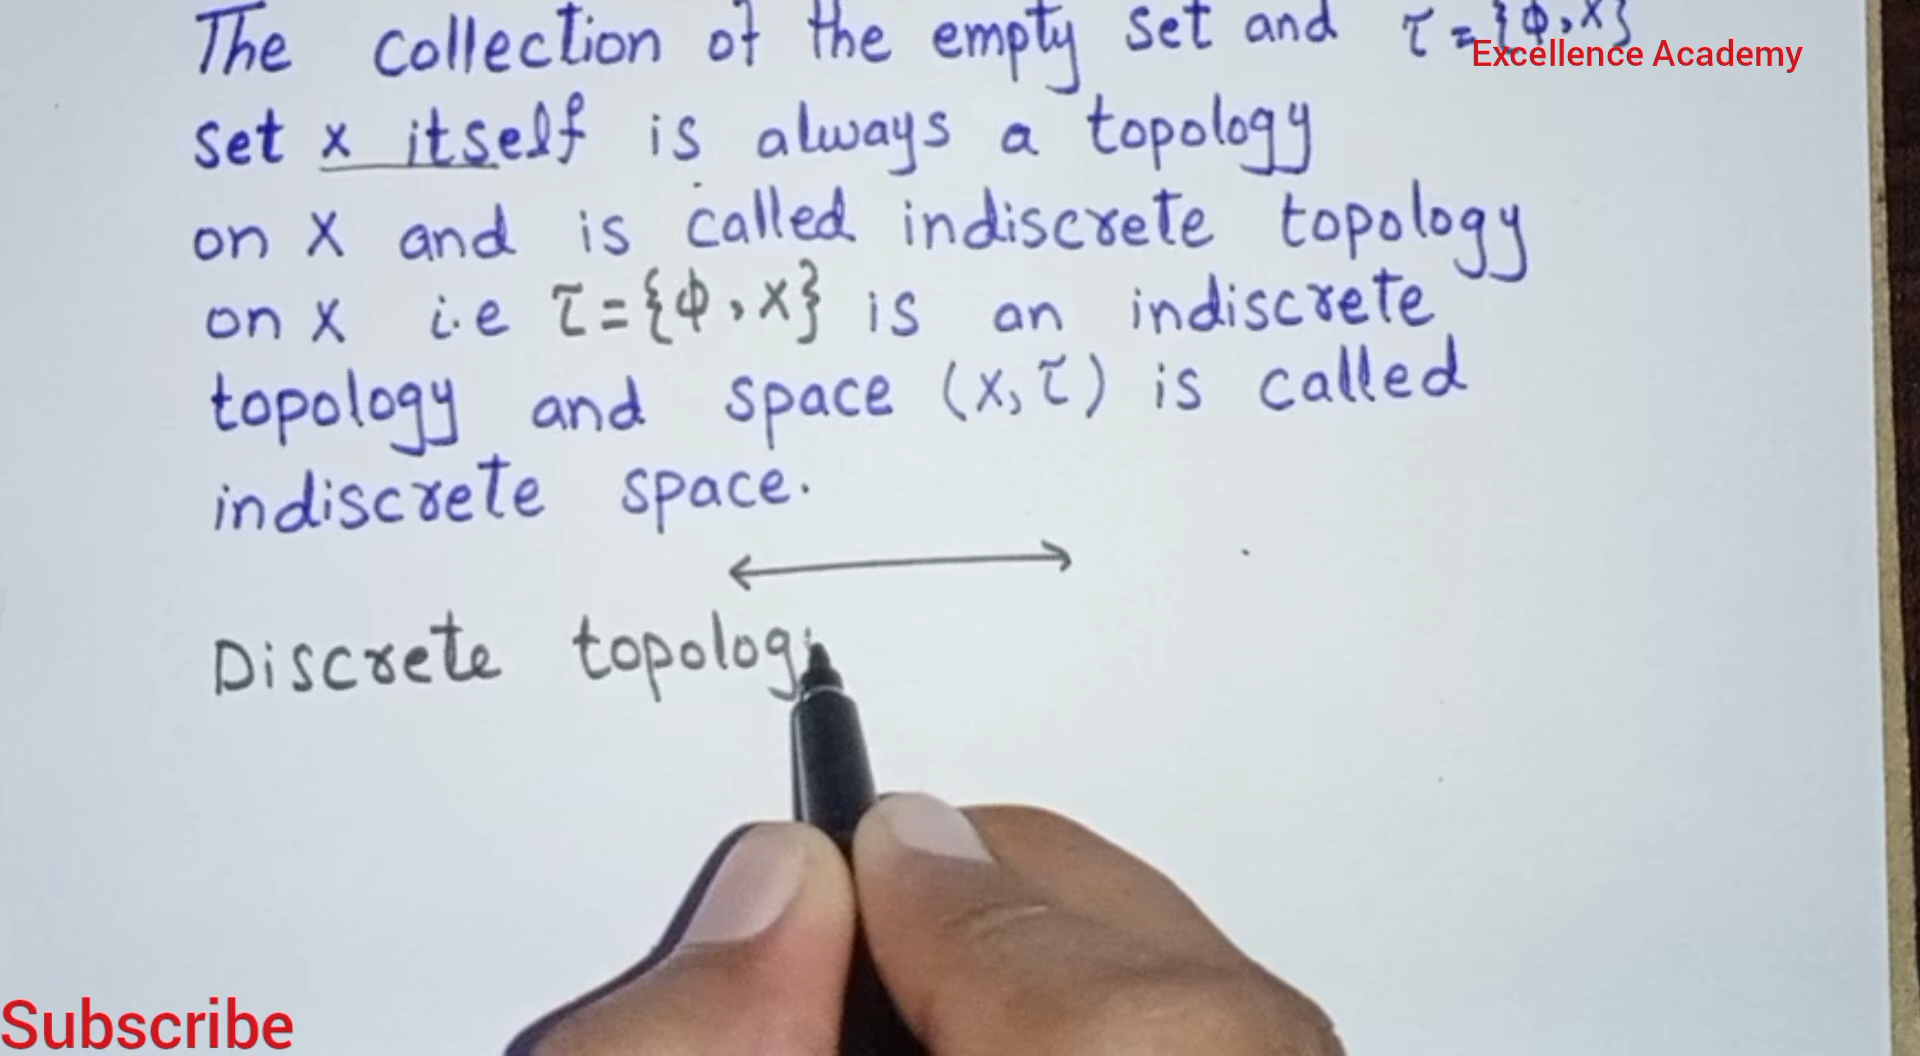 The collection of the empty set and τ = {Φ, X}
Excellence Academy
set x itself is always a topology
on X and is called indiscrete topology
on X i.e τ = {Φ, X} is an indiscrete
topology and space (X, τ) is called
indiscrete space.
Discrete topolog
Subscribe